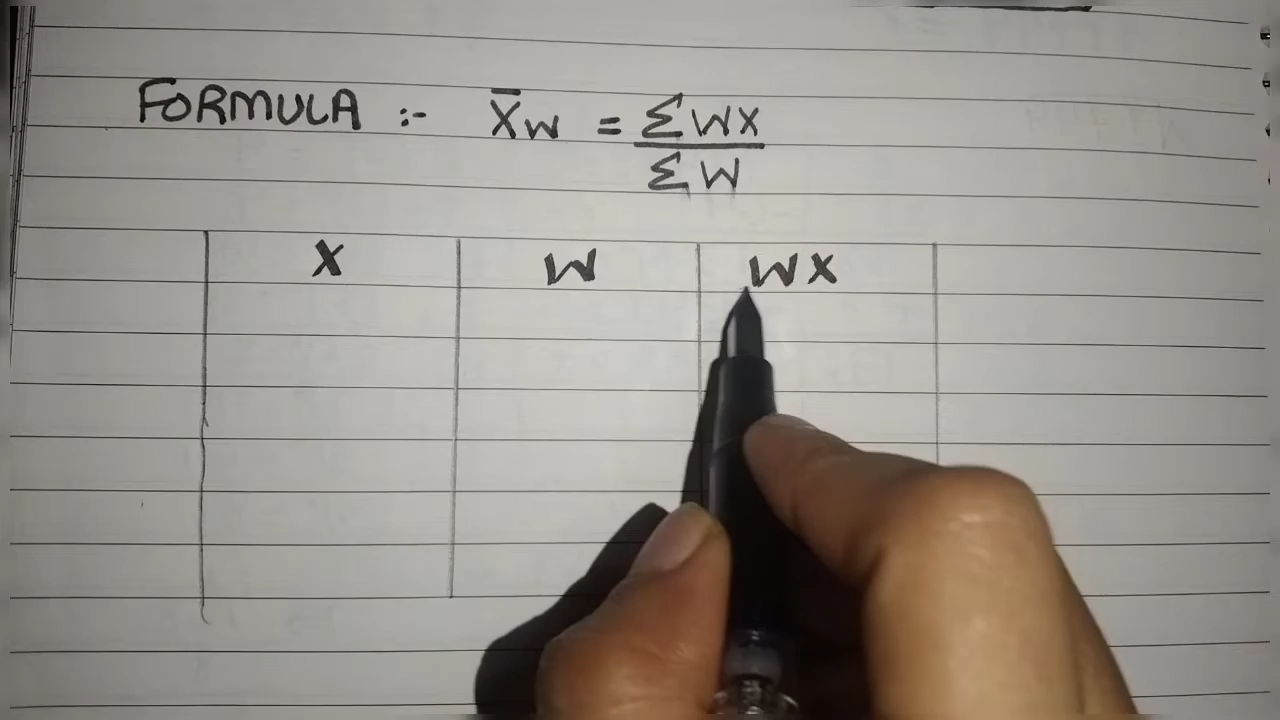 FORMULA :- X̄w = ΣWX / ΣW
X W WX